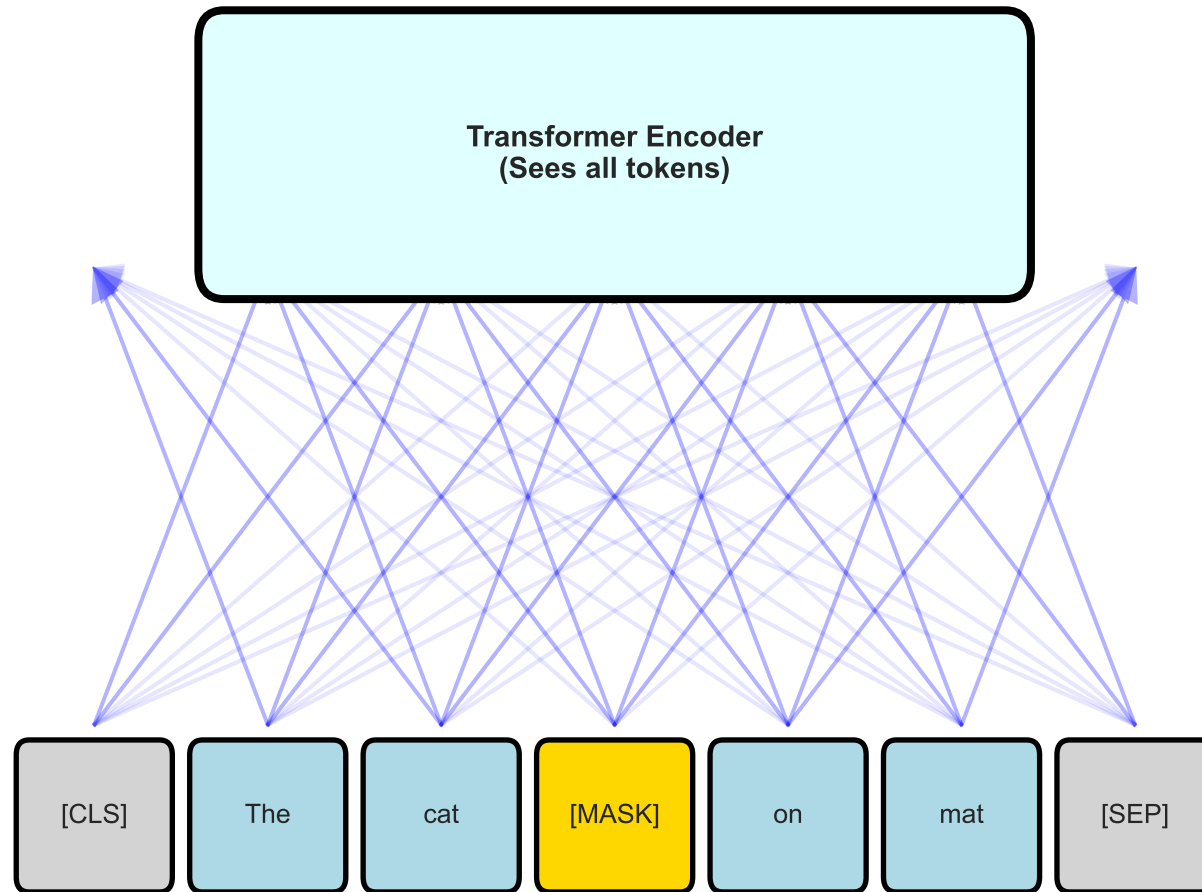 Transformer Encoder
(Sees all tokens)
[CLS] The cat [MASK] on mat [SEP]